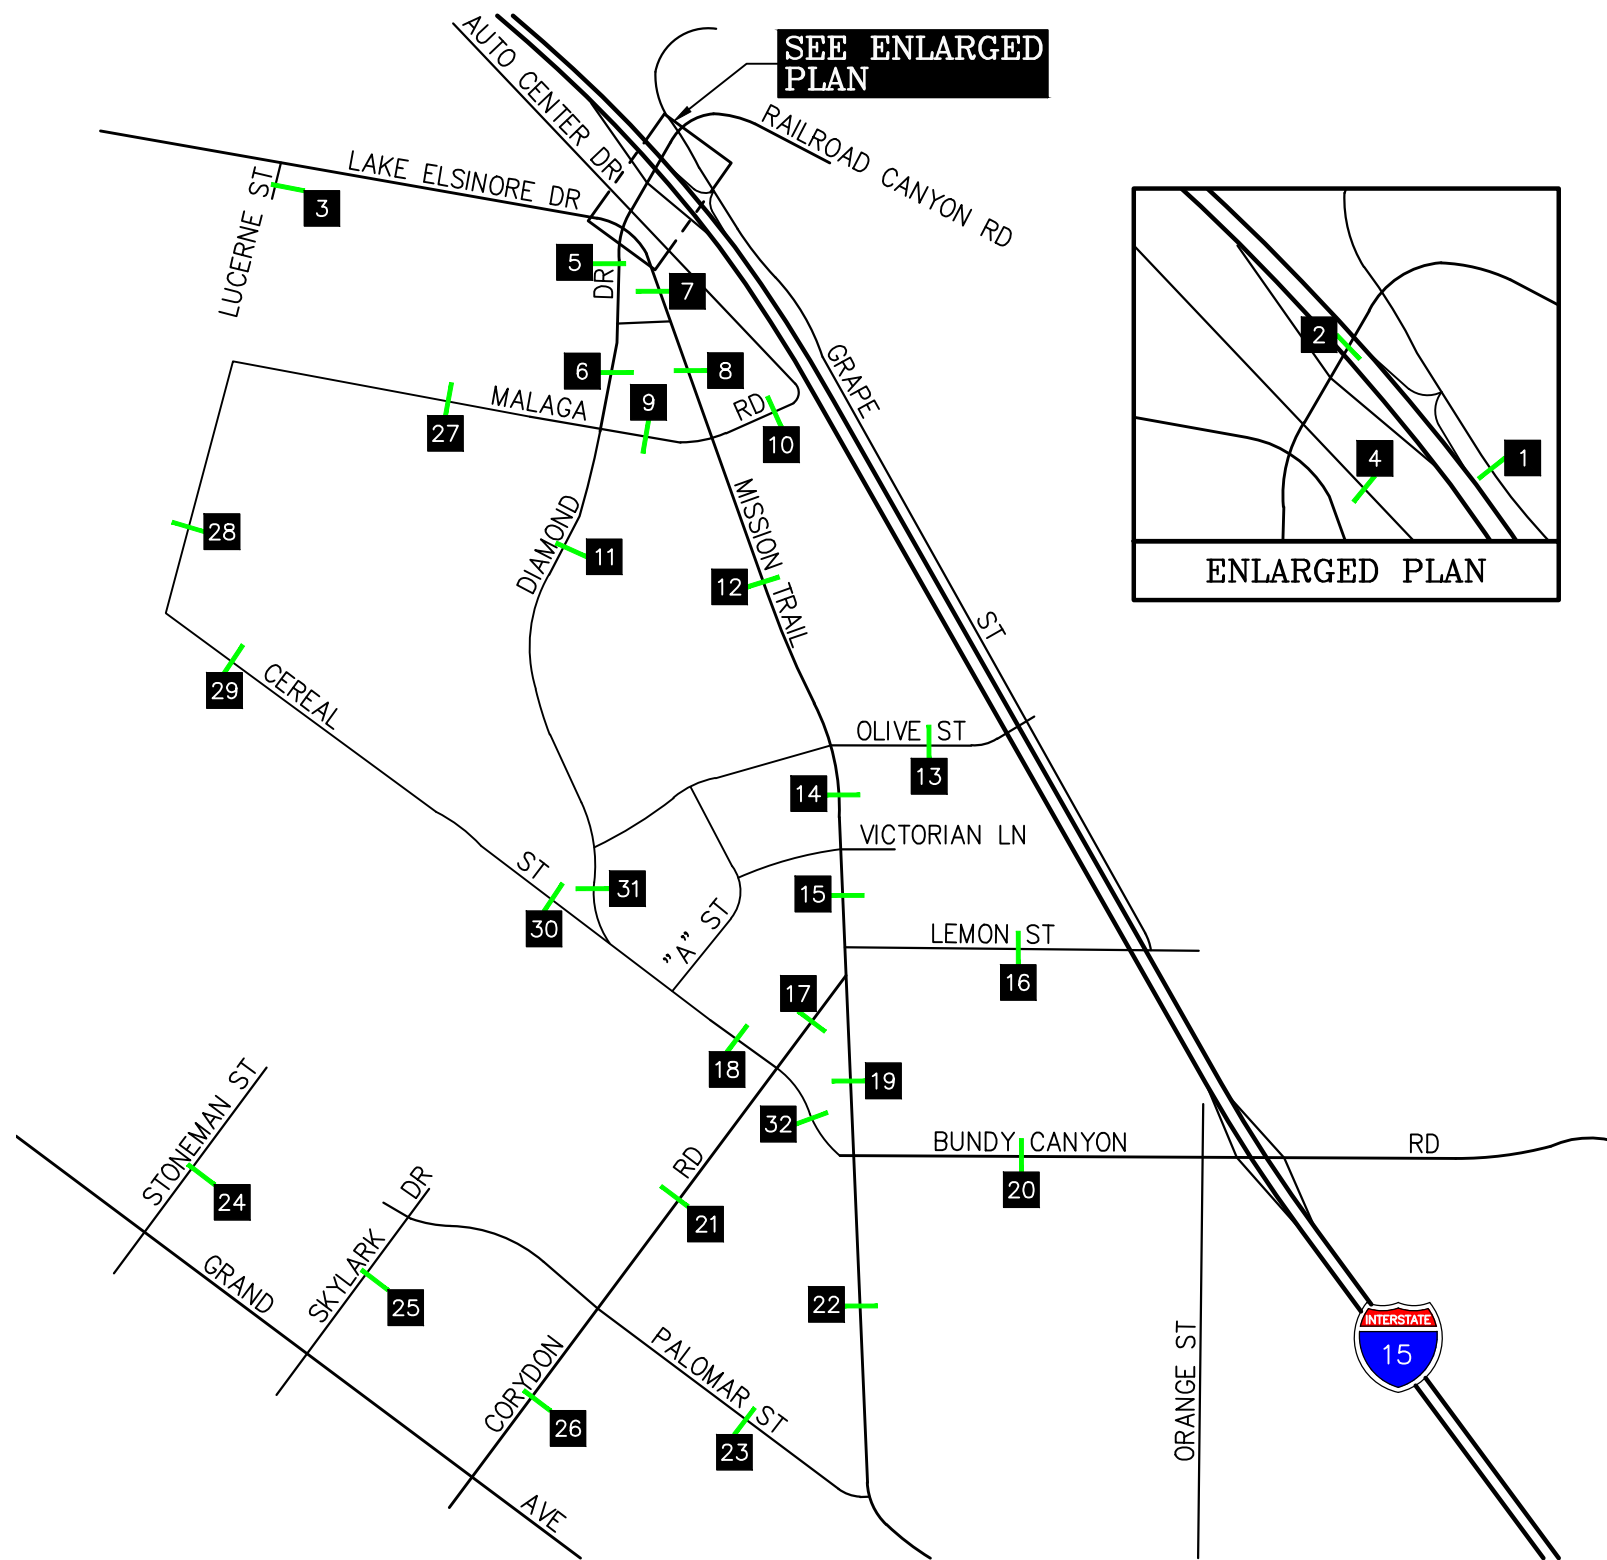 AUTO CENTER DR
SEE ENLARGED
PLAN
RAILROAD CANYON RD
LAKE ELSINORE DR
LUCERNE ST
3
5
DR
7
2
4
1
ENLARGED PLAN
6
8
GRAPE
9
MALAGA
RD
27
10
MISSION TRAIL
DIAMOND
28
11
12
ST
29
CEREAL
OLIVE ST
13
14
VICTORIAN LN
ST
31
15
30
"A" ST
LEMON ST
16
17
18
19
32
BUNDY CANYON
RD
20
STONEMAN ST
24
DR
RD
21
SKYLARK
25
GRAND
22
INTERSTATE
15
PALOMAR ST
ORANGE ST
CORYDON
26
23
AVE